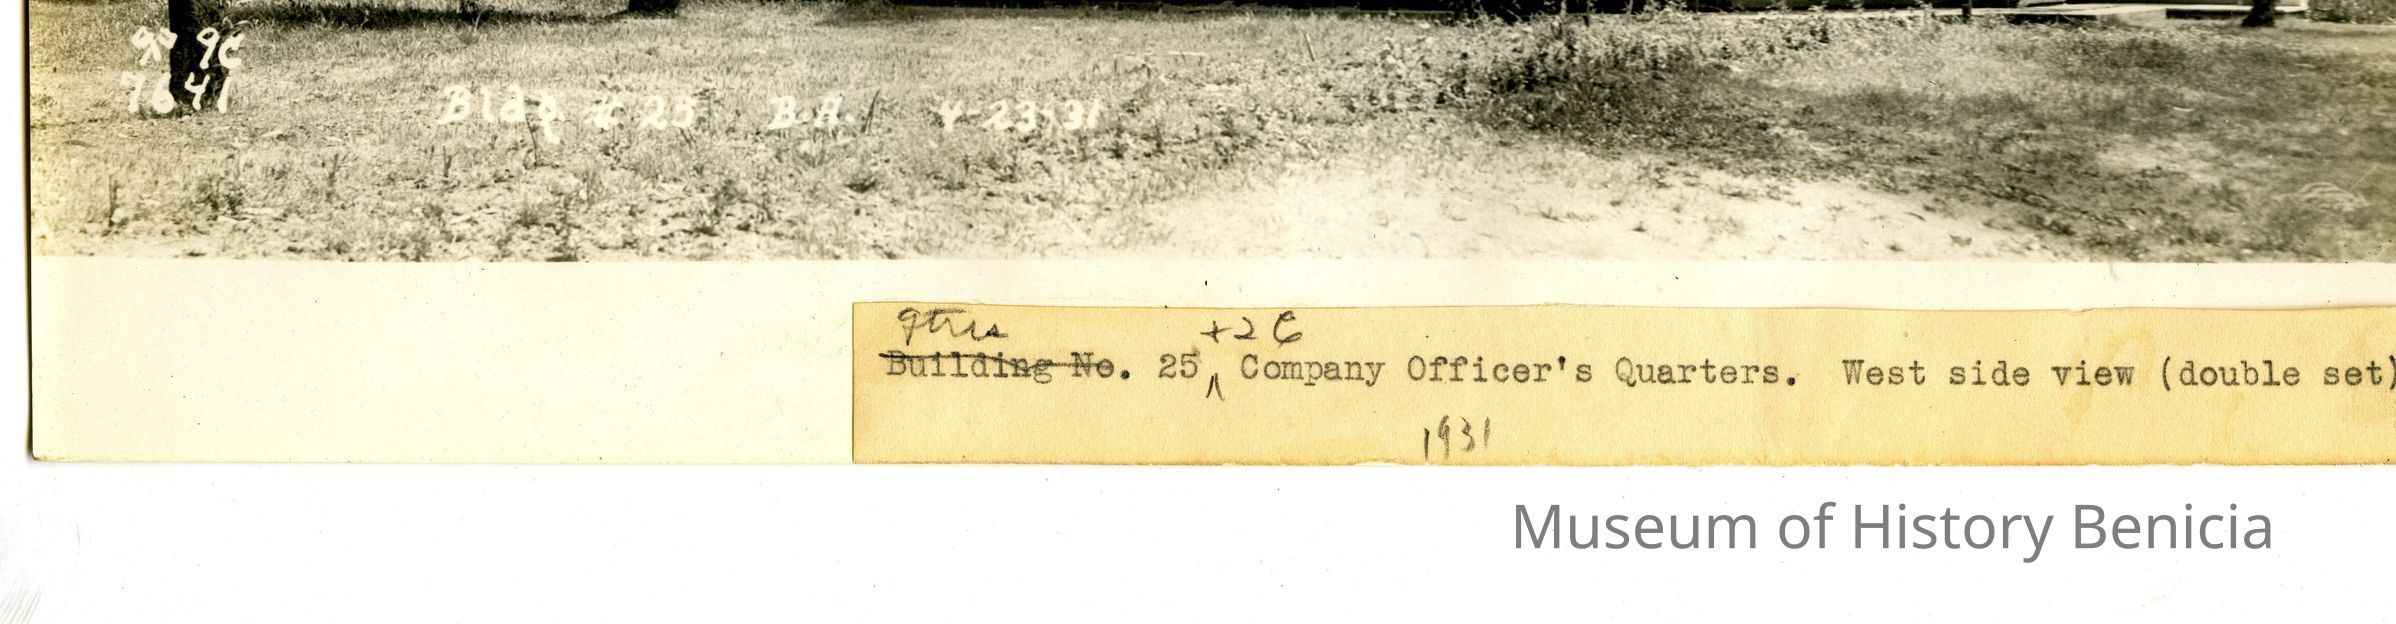 9C
7641
Bldg. # 25 B.A. 4-23-31
qtrs +26
Building No. 25 ^ Company Officer's Quarters. West side view (double set)
1931
Museum of History Benicia